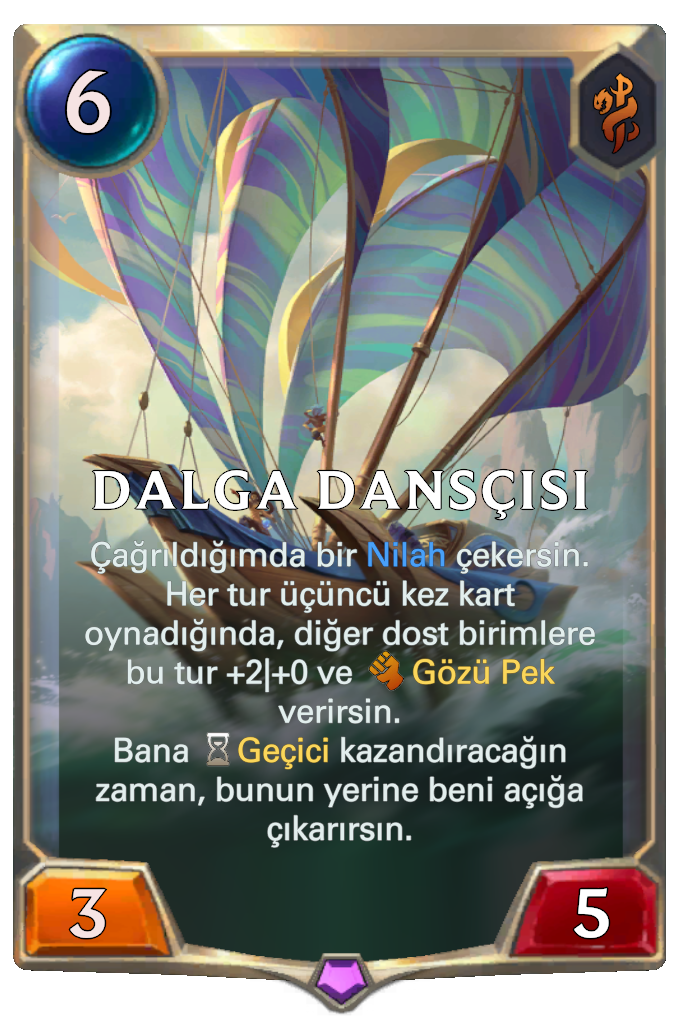 6
DALGA DANSÇISI
Çağrıldığımda bir Nilah çekersin.
Her tur üçüncü kez kart
oynadığında, diğer dost birimlere
bu tur +2|+0 ve Gözü Pek
verirsin.
Bana Geçici kazandıracağın
zaman, bunun yerine beni açığa
çıkarırsın.
3
5